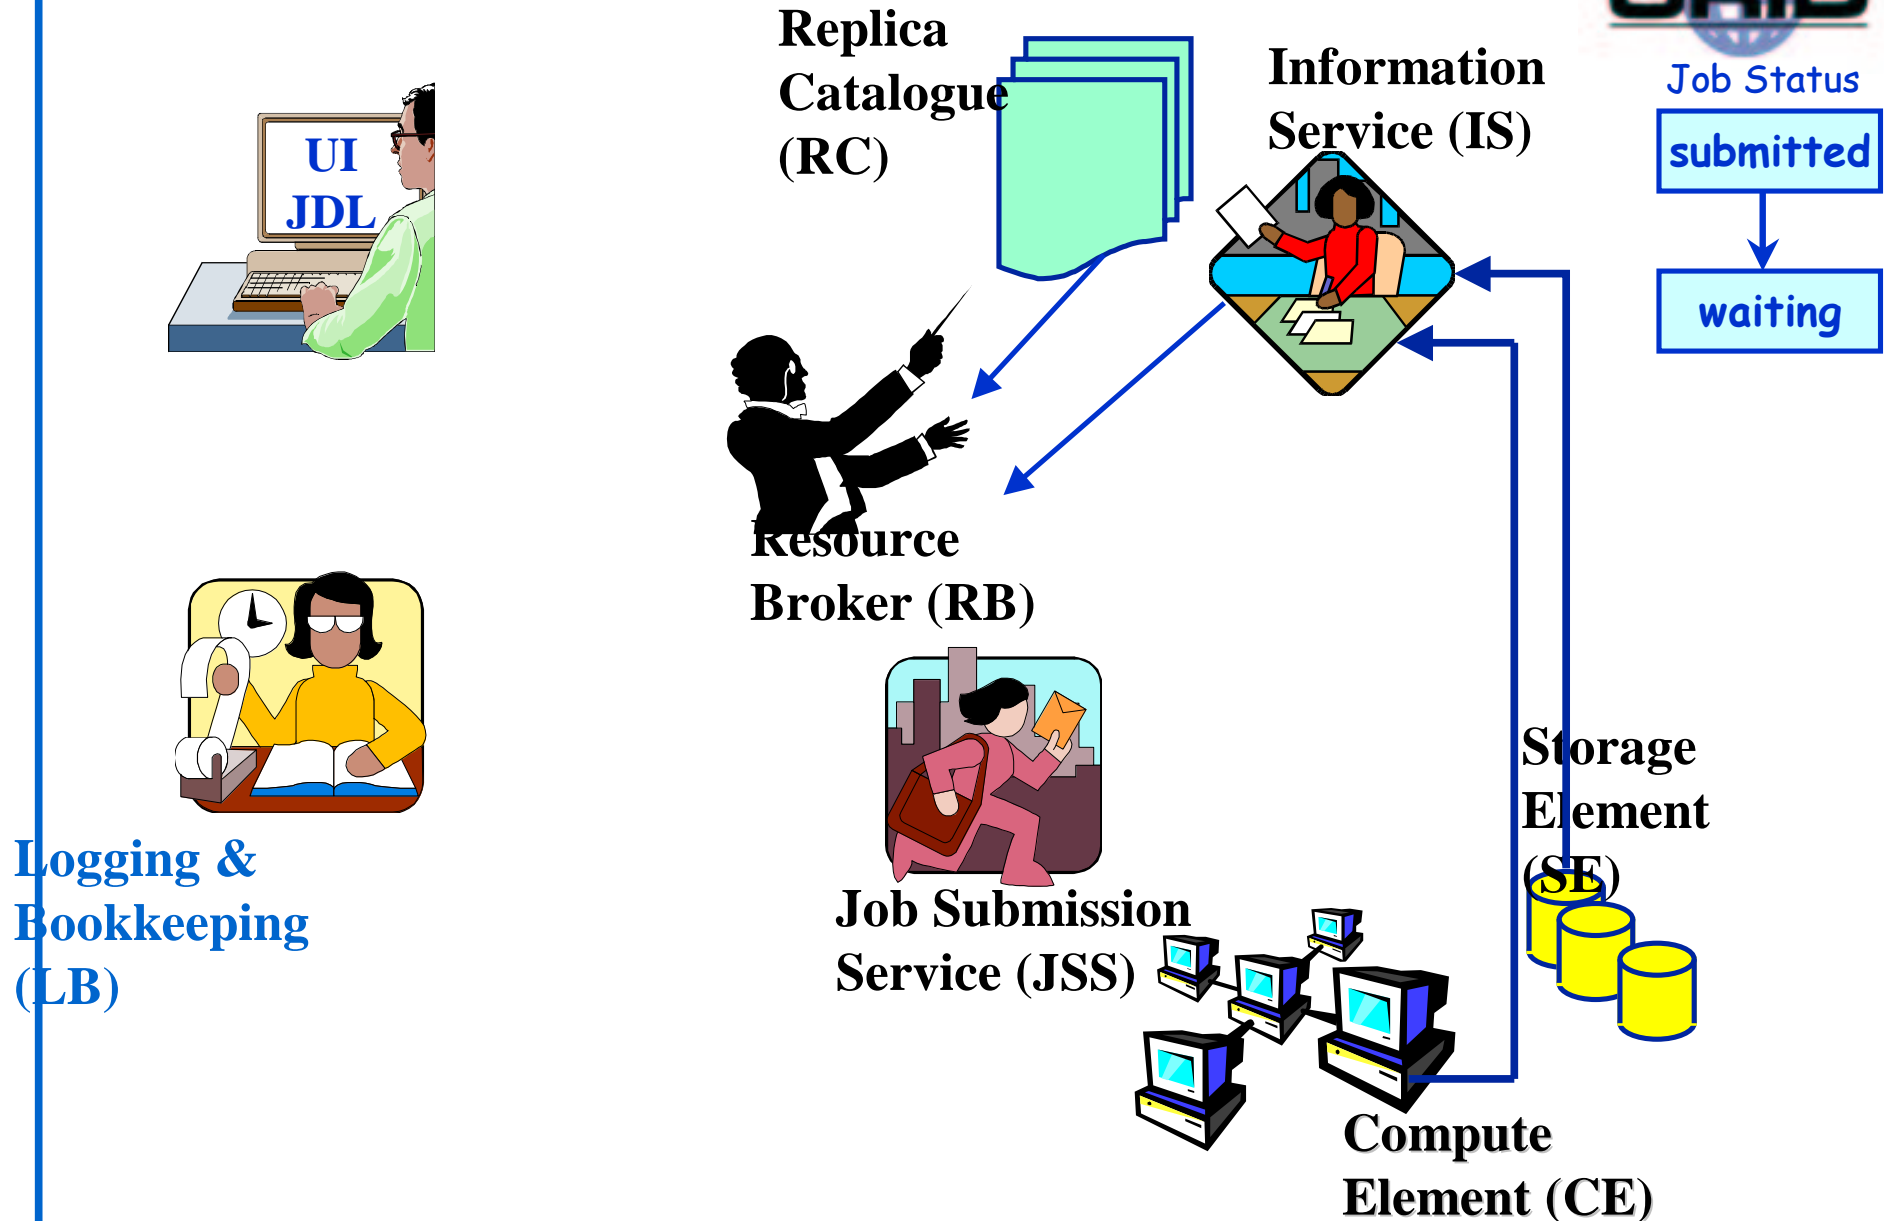 Replica
Catalogue
(RC)
Information
Service (IS)
GRID
Job Status
submitted
waiting
UI
JDL
Resource
Broker (RB)
Storage
Element
(SE)
Logging &
Bookkeeping
(LB)
Job Submission
Service (JSS)
Compute
Element (CE)